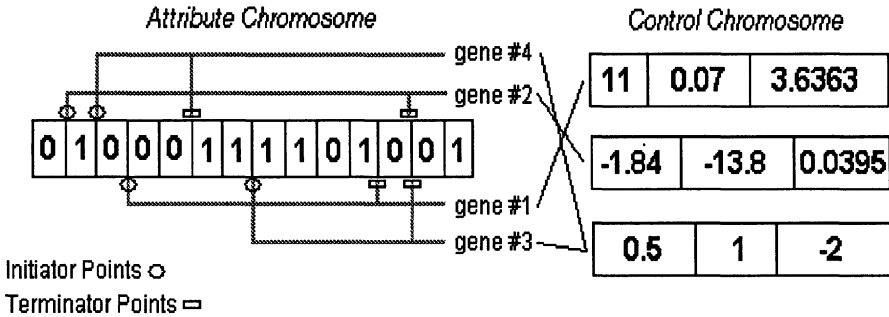 Attribute Chromosome
Control Chromosome
gene #4
gene #2
11 0.07 3.6363
0 1 0 0 0 1 1 1 1 0 1 0 0 1
-1.84 -13.8 0.0395
gene #1
gene #3
0.5 1 -2
Initiator Points
Terminator Points